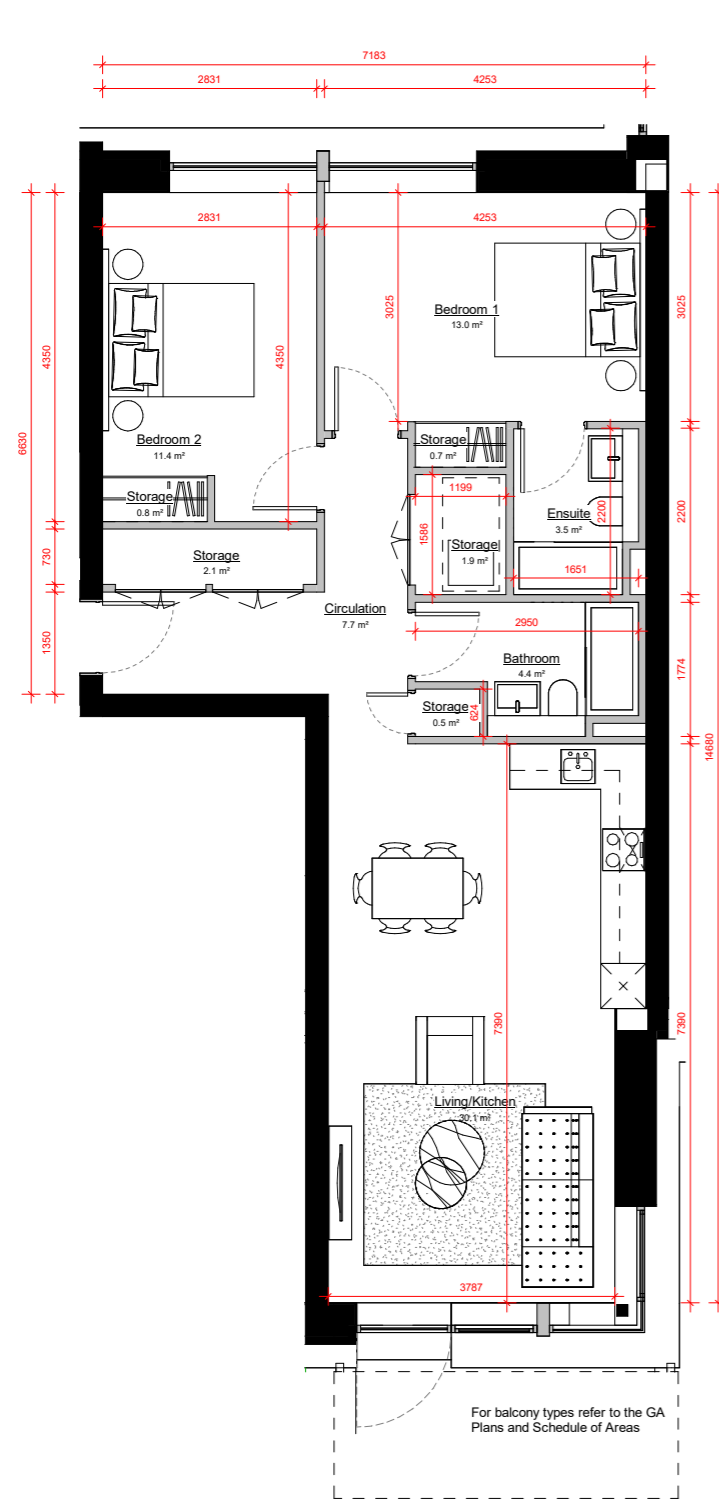 7183
2831
4253
2831
4253
3025
3025
4350
4350
6630
Bedroom 1
13.0 m²
Bedroom 2
11.4 m²
Storage
0.7 m²
Storage
0.8 m²
1199
1586
Storage
1.9 m²
Ensuite
3.5 m²
2200
2200
1651
Storage
2.1 m²
730
1350
Circulation
7.7 m²
2950
Bathroom
4.4 m²
1774
Storage
0.5 m²
624
14680
7390
7390
Living/Kitchen
30.1 m²
3787
For balcony types refer to the GA
Plans and Schedule of Areas